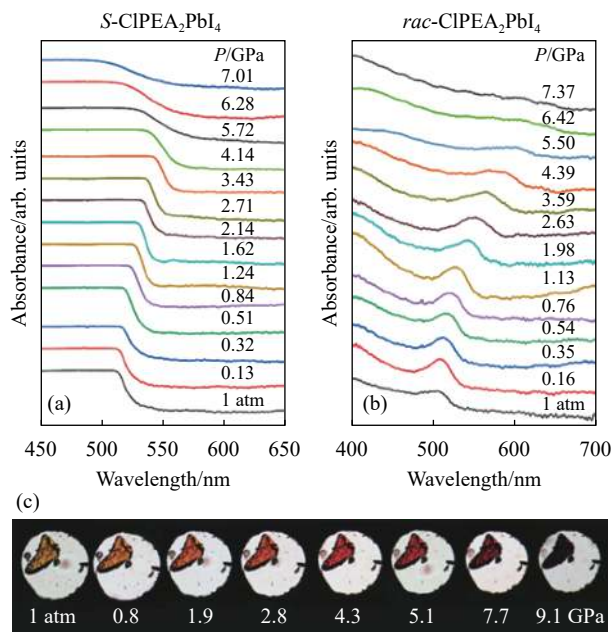 S-ClPEA₂PbI₄
rac-ClPEA₂PbI₄
Absorbance/arb. units
P/GPa
7.01
6.28
5.72
4.14
3.43
2.71
2.14
1.62
1.24
0.84
0.51
0.32
0.13
1 atm
(a)
450 500 550 600 650
Wavelength/nm
Absorbance/arb. units
P/GPa
7.37
6.42
5.50
4.39
3.59
2.63
1.98
1.13
0.76
0.54
0.35
0.16
1 atm
(b)
400 500 600 700
Wavelength/nm
(c)
1 atm 0.8 1.9 2.8 4.3 5.1 7.7 9.1 GPa